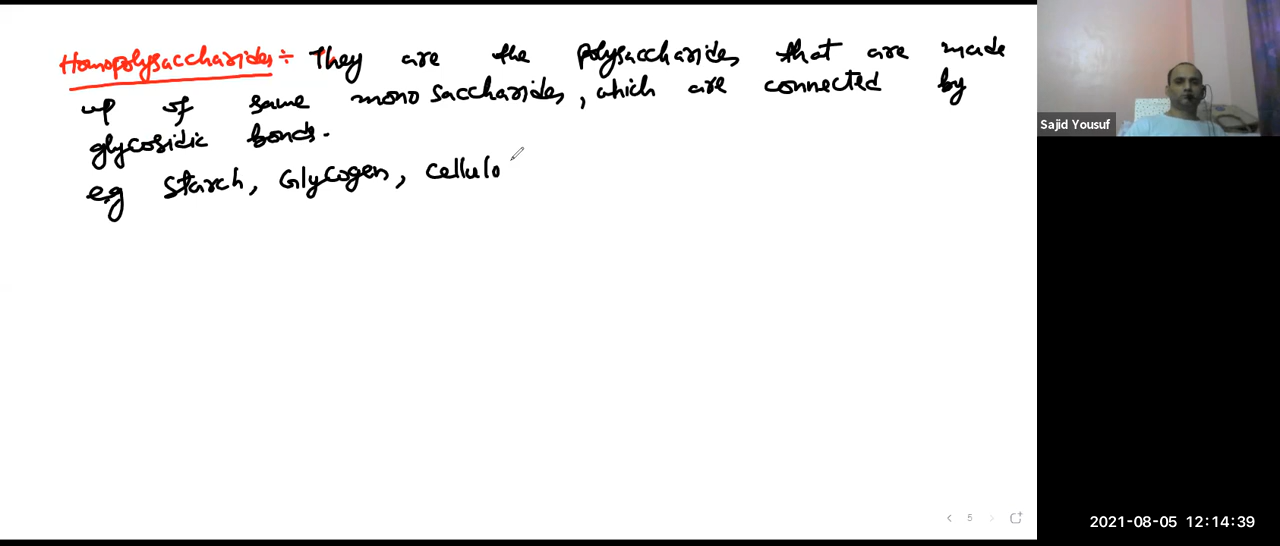 Homopolysaccharides ÷ They are the polysaccharides that are made
up of same monosaccharides, which are connected by
glycosidic bonds.
e.g Starch, Glycogen, cellulo
Sajid Yousuf
5
2021-08-05 12:14:39